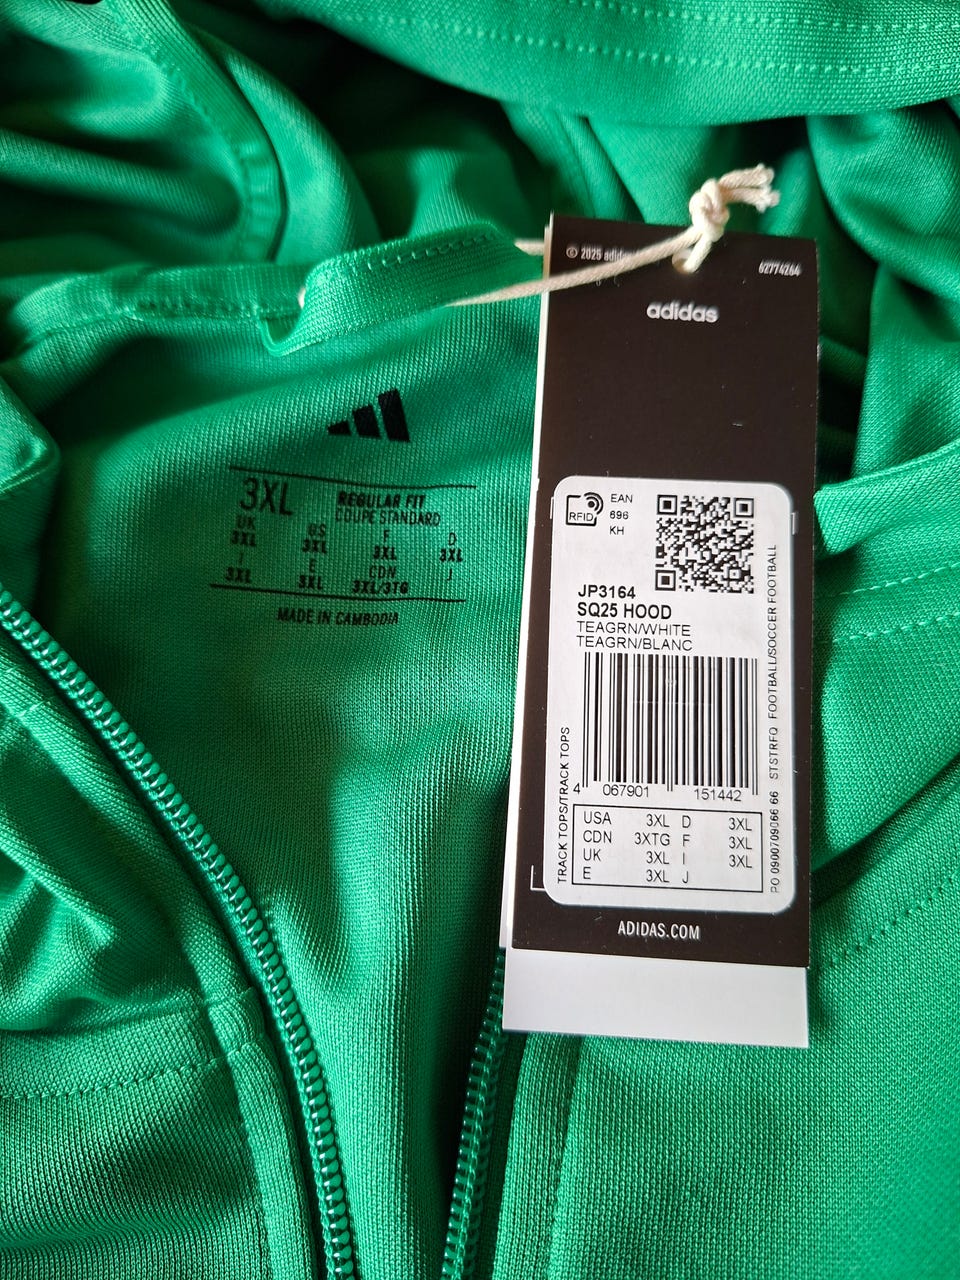 3XL
REGULAR FIT
COUPE STANDARD
UK US F D
3XL 3XL 3XL 3XL
I E CDN J
3XL 3XL 3XL/3TG
MADE IN CAMBODIA
© 2025 adidas
62774264
adidas
RFID
EAN
696
KH
JP3164
SQ25 HOOD
TEAGRN/WHITE
TEAGRN/BLANC
4 067901 151442
TRACK TOPS/TRACK TOPS
PO 0900709066 66 STSTRFQ FOOTBALL/SOCCER FOOTBALL
USA 3XL D 3XL
CDN 3XTG F 3XL
UK 3XL I 3XL
E 3XL J
ADIDAS.COM